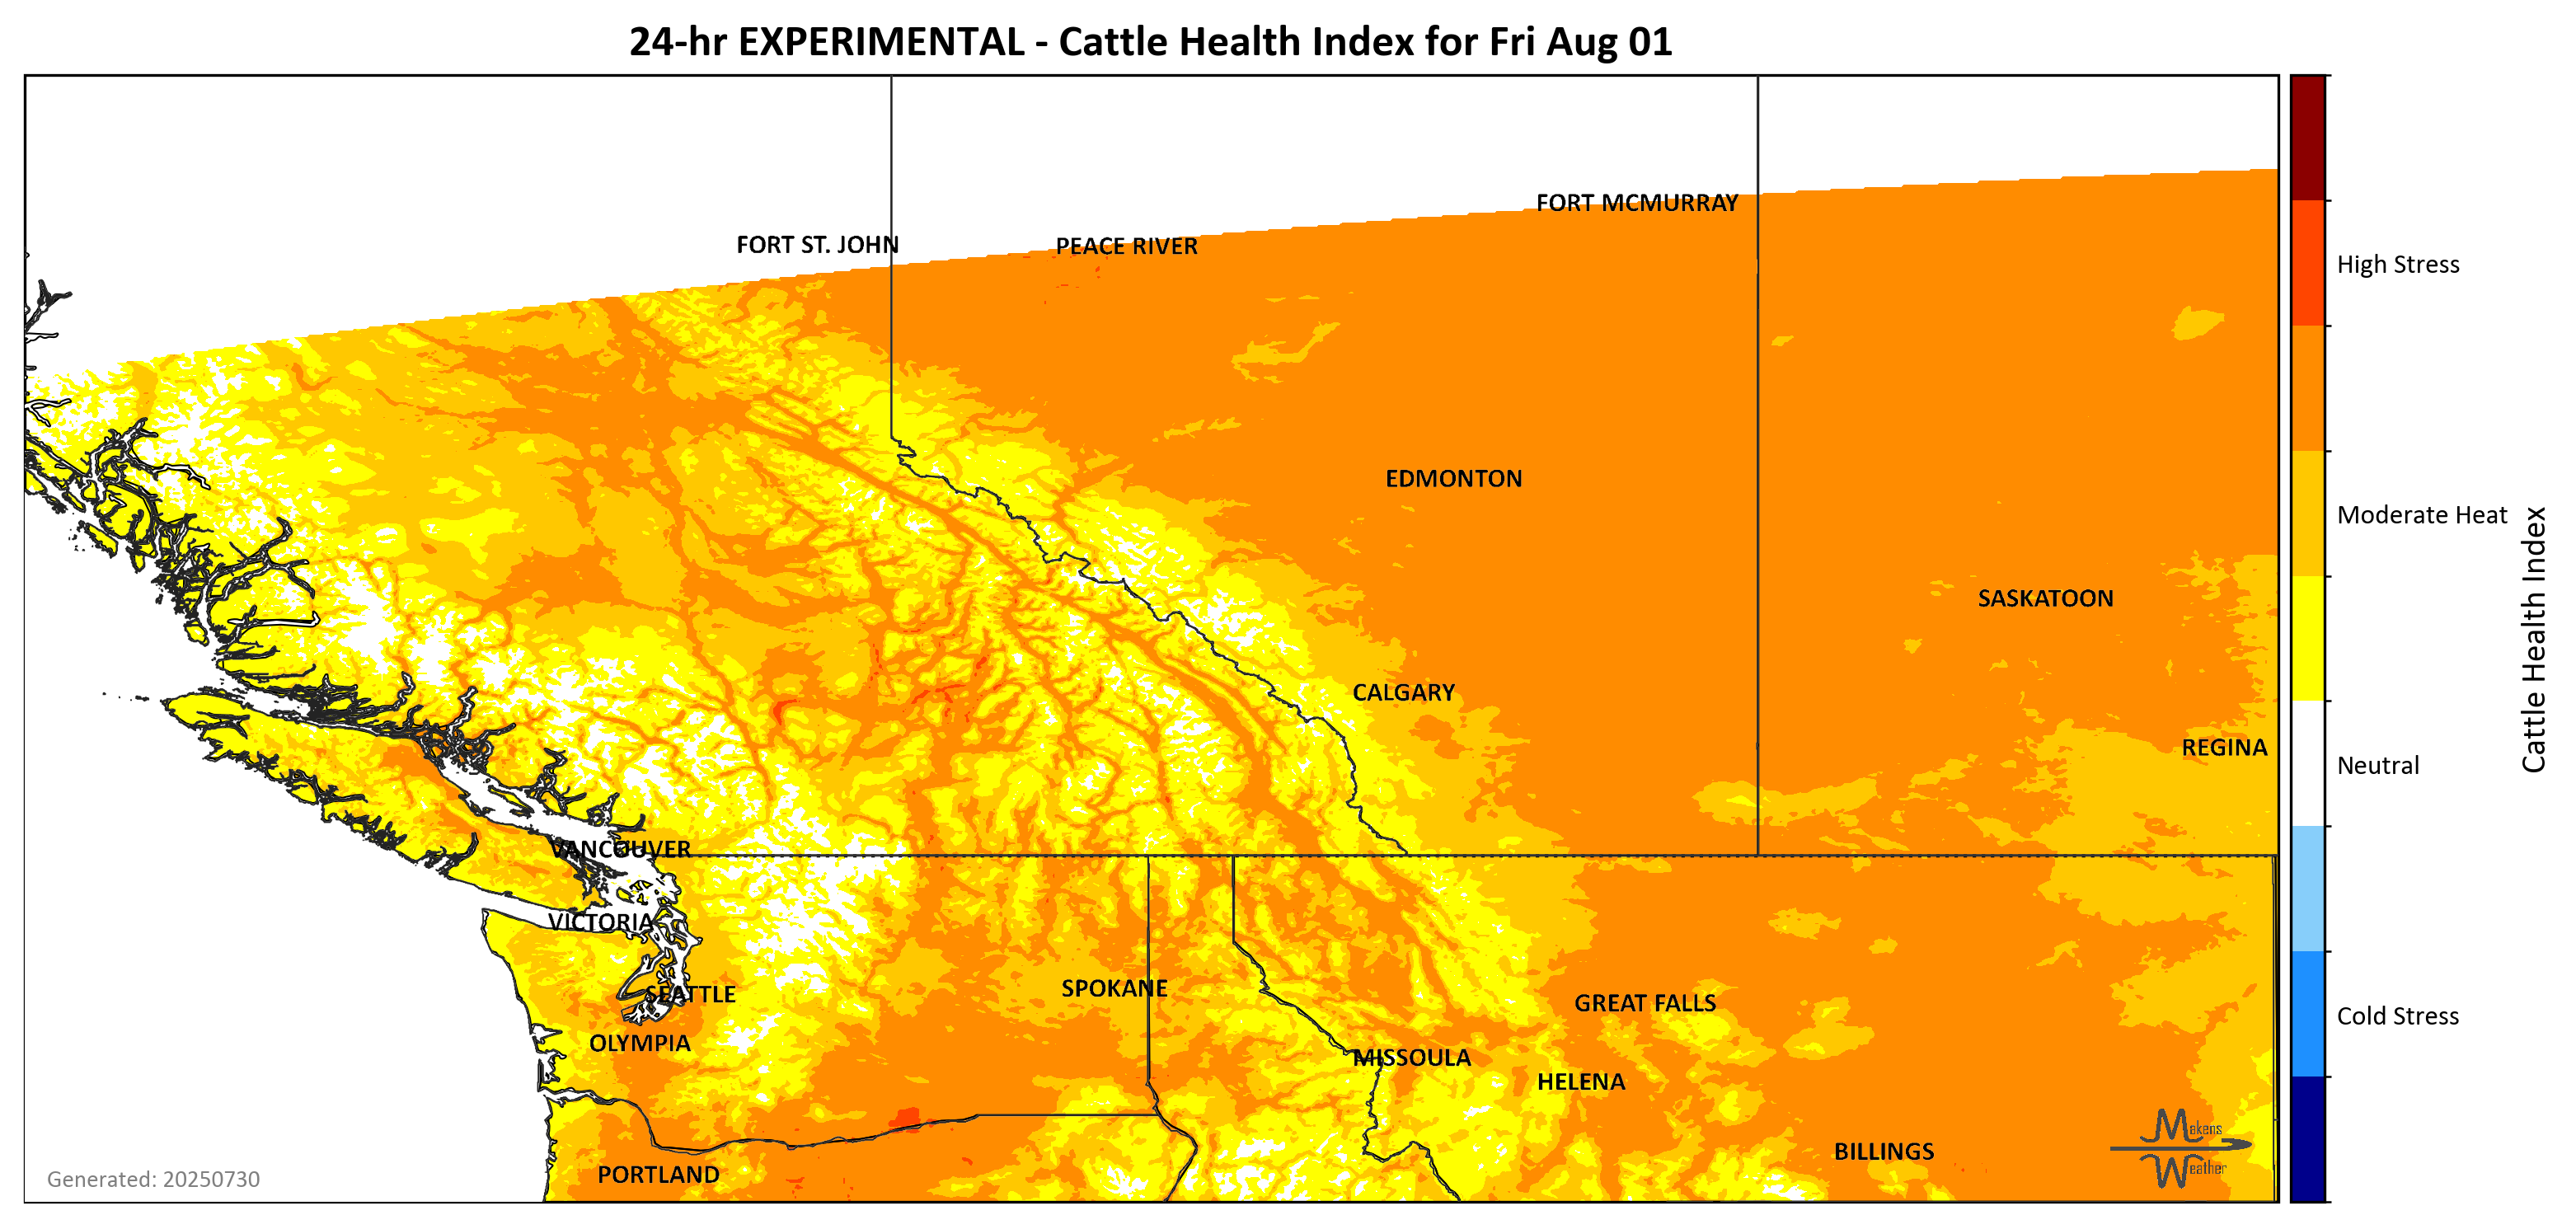 24-hr EXPERIMENTAL - Cattle Health Index for Fri Aug 01
FORT MCMURRAY
FORT ST. JOHN
PEACE RIVER
High Stress
EDMONTON
Moderate Heat
SASKATOON
Cattle Health Index
CALGARY
REGINA
Neutral
VANCOUVER
VICTORIA
SPOKANE
SEATTLE
GREAT FALLS
Cold Stress
OLYMPIA
MISSOULA
HELENA
Makens
Weather
BILLINGS
PORTLAND
Generated: 20250730